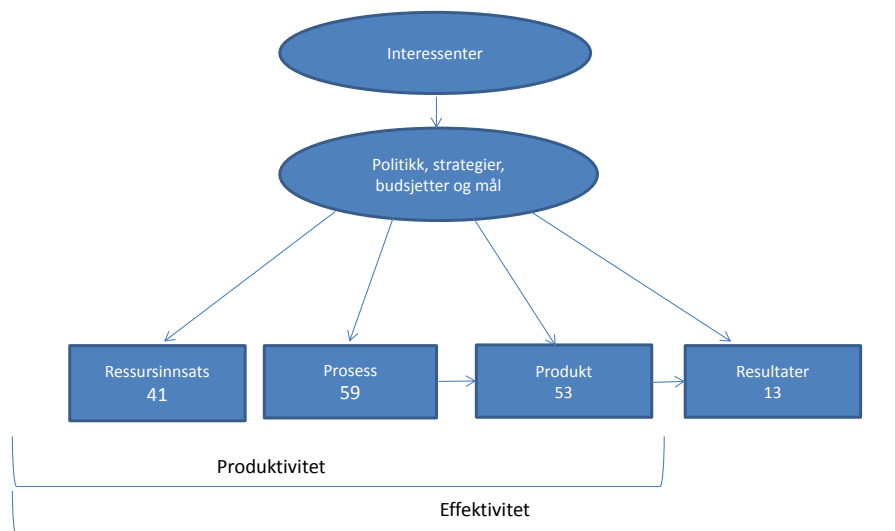 Interessenter
Politikk, strategier,
budsjetter og mål
Ressursinnsats
41
Prosess
59
Produkt
53
Resultater
13
Produktivitet
Effektivitet